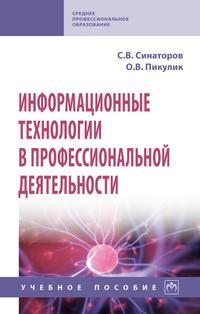 СРЕДНЕЕ
ПРОФЕССИОНАЛЬНОЕ
ОБРАЗОВАНИЕ
С.В. Синаторов
О.В. Пикулик
ИНФОРМАЦИОННЫЕ
ТЕХНОЛОГИИ
В ПРОФЕССИОНАЛЬНОЙ
ДЕЯТЕЛЬНОСТИ
УЧЕБНОЕ ПОСОБИЕ